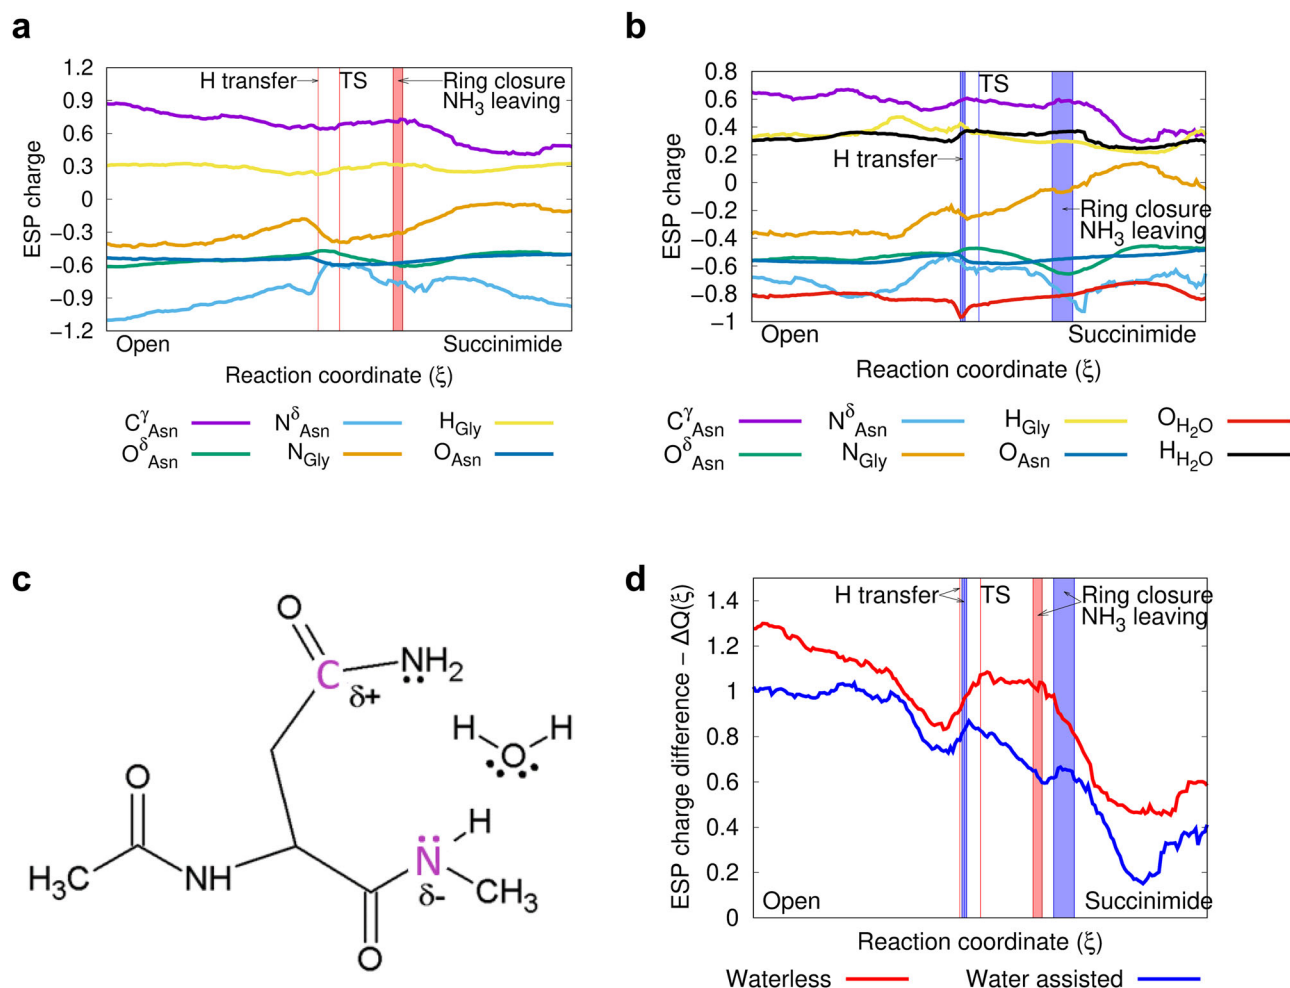 a
1.2
0.9
0.6
0.3
0
−0.3
−0.6
−0.9
−1.2
ESP charge
H transfer
TS
Ring closure
NH3 leaving
Open
Succinimide
Reaction coordinate (ξ)
CγAsn
NδAsn
HGly
OδAsn
NGly
OAsn
b
0.8
0.6
0.4
0.2
0
−0.2
−0.4
−0.6
−0.8
−1
ESP charge
TS
H transfer
Ring closure
NH3 leaving
Open
Succinimide
Reaction coordinate (ξ)
CγAsn
NδAsn
HGly
OH2O
OδAsn
NGly
OAsn
HH2O
c
O
C
δ+
NH2
H
H
O
O
H
N
δ-
H3C
NH
CH3
O
d
1.4
1.2
1
0.8
0.6
0.4
0.2
0
ESP charge difference − ΔQ(ξ)
H transfer
TS
Ring closure
NH3 leaving
Open
Succinimide
Reaction coordinate (ξ)
Waterless
Water assisted